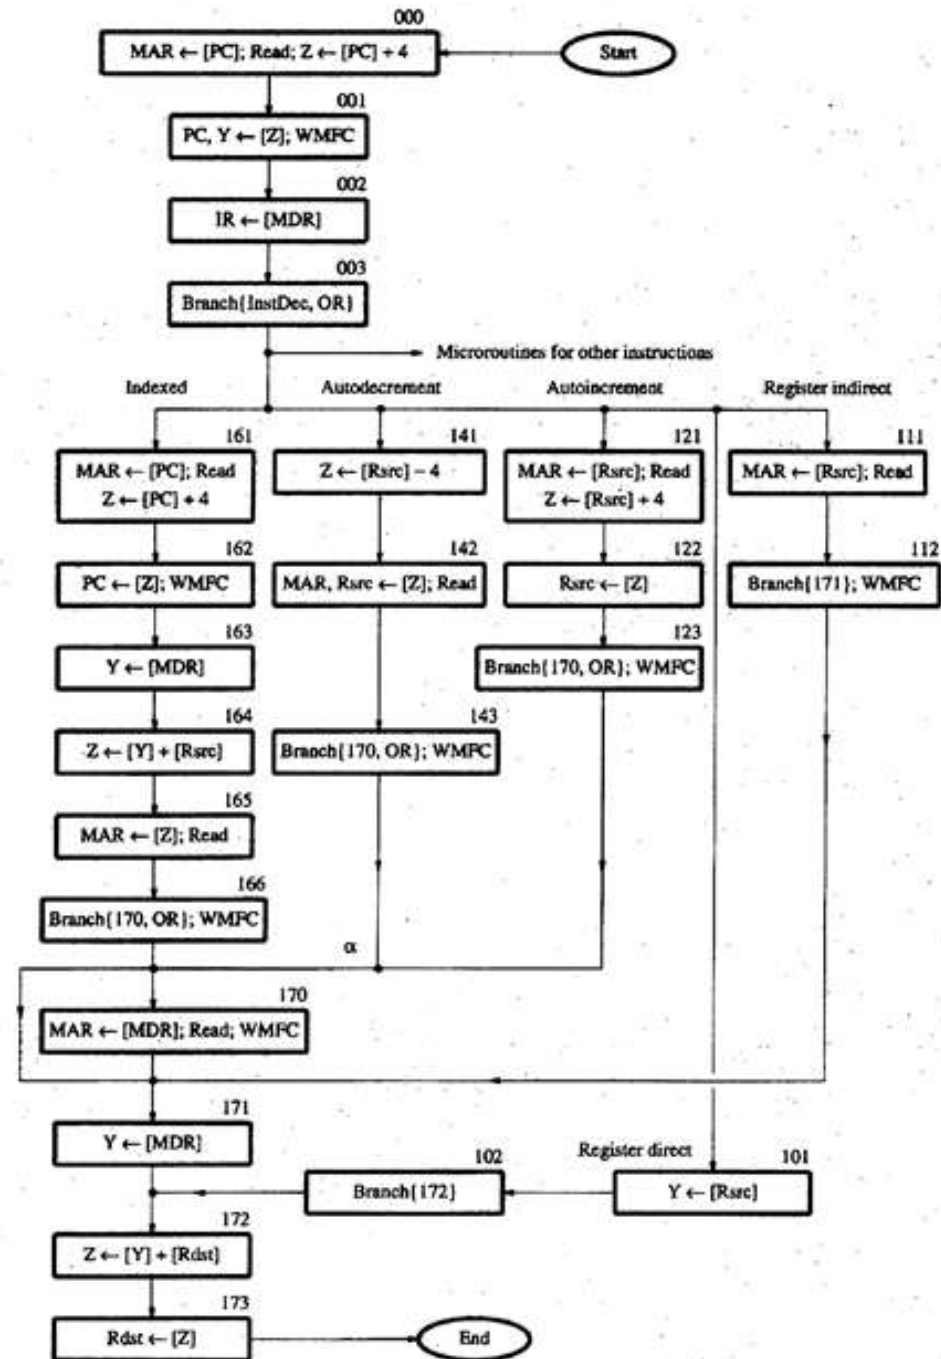 000
MAR ← [PC]; Read; Z ← [PC] + 4
Start
001
PC, Y ← [Z]; WMFC
002
IR ← [MDR]
003
Branch{InstDec, OR}
Microroutines for other instructions
Indexed
Autodecrement
Autoincrement
Register indirect
161
MAR ← [PC]; Read
Z ← [PC] + 4
141
Z ← [Rsrc] − 4
121
MAR ← [Rsrc]; Read
Z ← [Rsrc] + 4
111
MAR ← [Rsrc]; Read
162
PC ← [Z]; WMFC
142
MAR, Rsrc ← [Z]; Read
122
Rsrc ← [Z]
112
Branch{171}; WMFC
163
Y ← [MDR]
123
Branch{170, OR}; WMFC
164
Z ← [Y] + [Rsrc]
143
Branch{170, OR}; WMFC
165
MAR ← [Z]; Read
166
Branch{170, OR}; WMFC
α
170
MAR ← [MDR]; Read; WMFC
171
Y ← [MDR]
Register direct
102
Branch{172}
101
Y ← [Rsrc]
172
Z ← [Y] + [Rdst]
173
Rdst ← [Z]
End